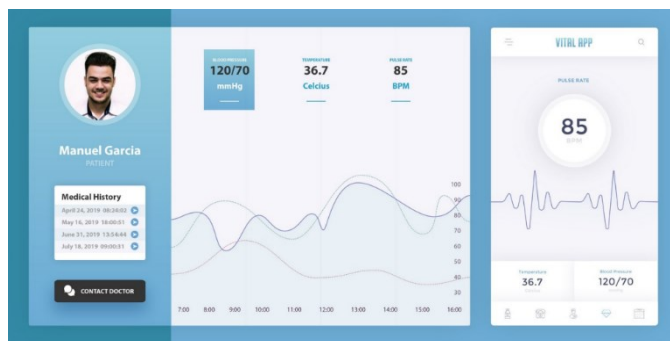 BLOOD PRESSURE
120/70
mmHg
TEMPERATURE
36.7
Celcius
PULSE RATE
85
BPM
Manuel Garcia
PATIENT
Medical History
April 24, 2019
May 16, 2019 18:00:51
June 31, 2019 13:54:44
July 18, 2019 09:00:31
CONTACT DOCTOR
100
90
80
70
60
50
40
30
7:00 8:00 9:00 10:00 11:00 12:00 13:00 14:00 15:00 16:00
VITAL APP
PULSE RATE
85
BPM
Temperature
36.7
Blood Pressure
120/70